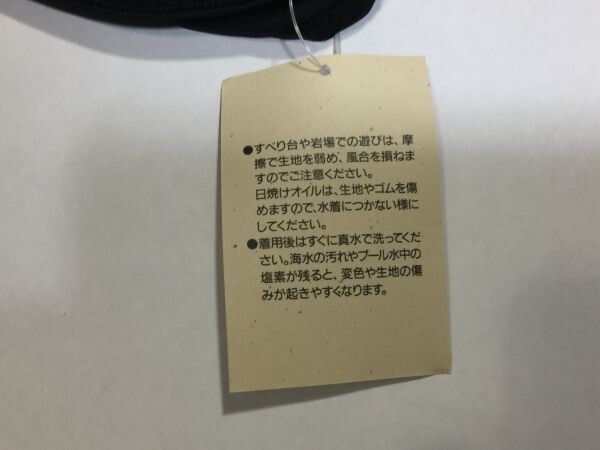 ●すべり台や岩場での遊びは、摩
擦で生地を弱め、風合を損ねま
すのでご注意ください。
日焼けオイルは、生地やゴムを傷
めますので、水着につかない様に
してください。
●着用後はすぐに真水で洗ってくだ
さい。海水の汚れやプール水中の
塩素が残ると、変色や生地の傷
みが起きやすくなります。